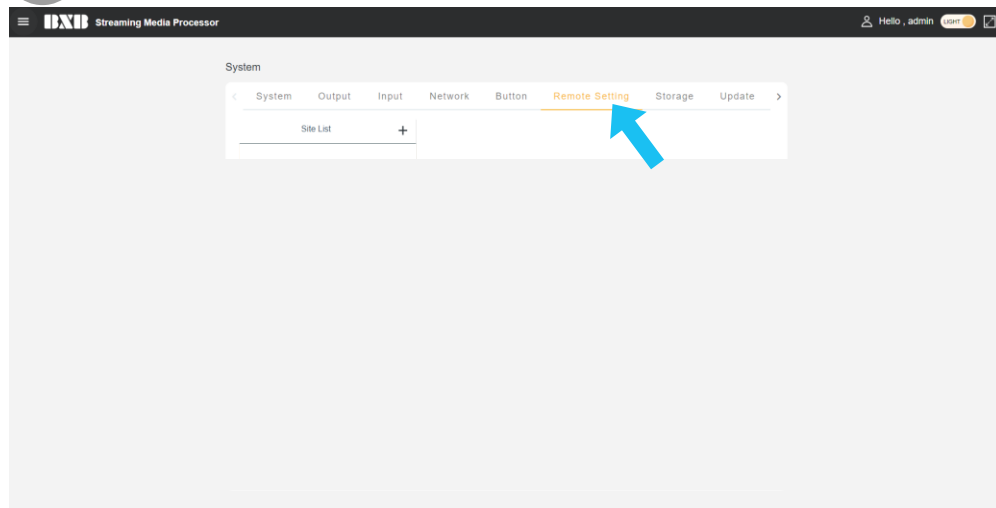 BXB Streaming Media Processor Hello , admin LIGHT
System
System Output Input Network Button Remote Setting Storage Update
Site List +